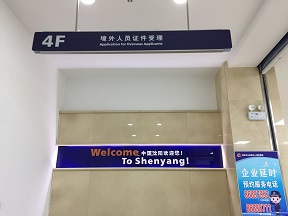 4F 境外人员证件受理
Application for Overseas Applicants
Welcome 中国沈阳欢迎您!
To Shenyang!
企业延时
预约服务电话